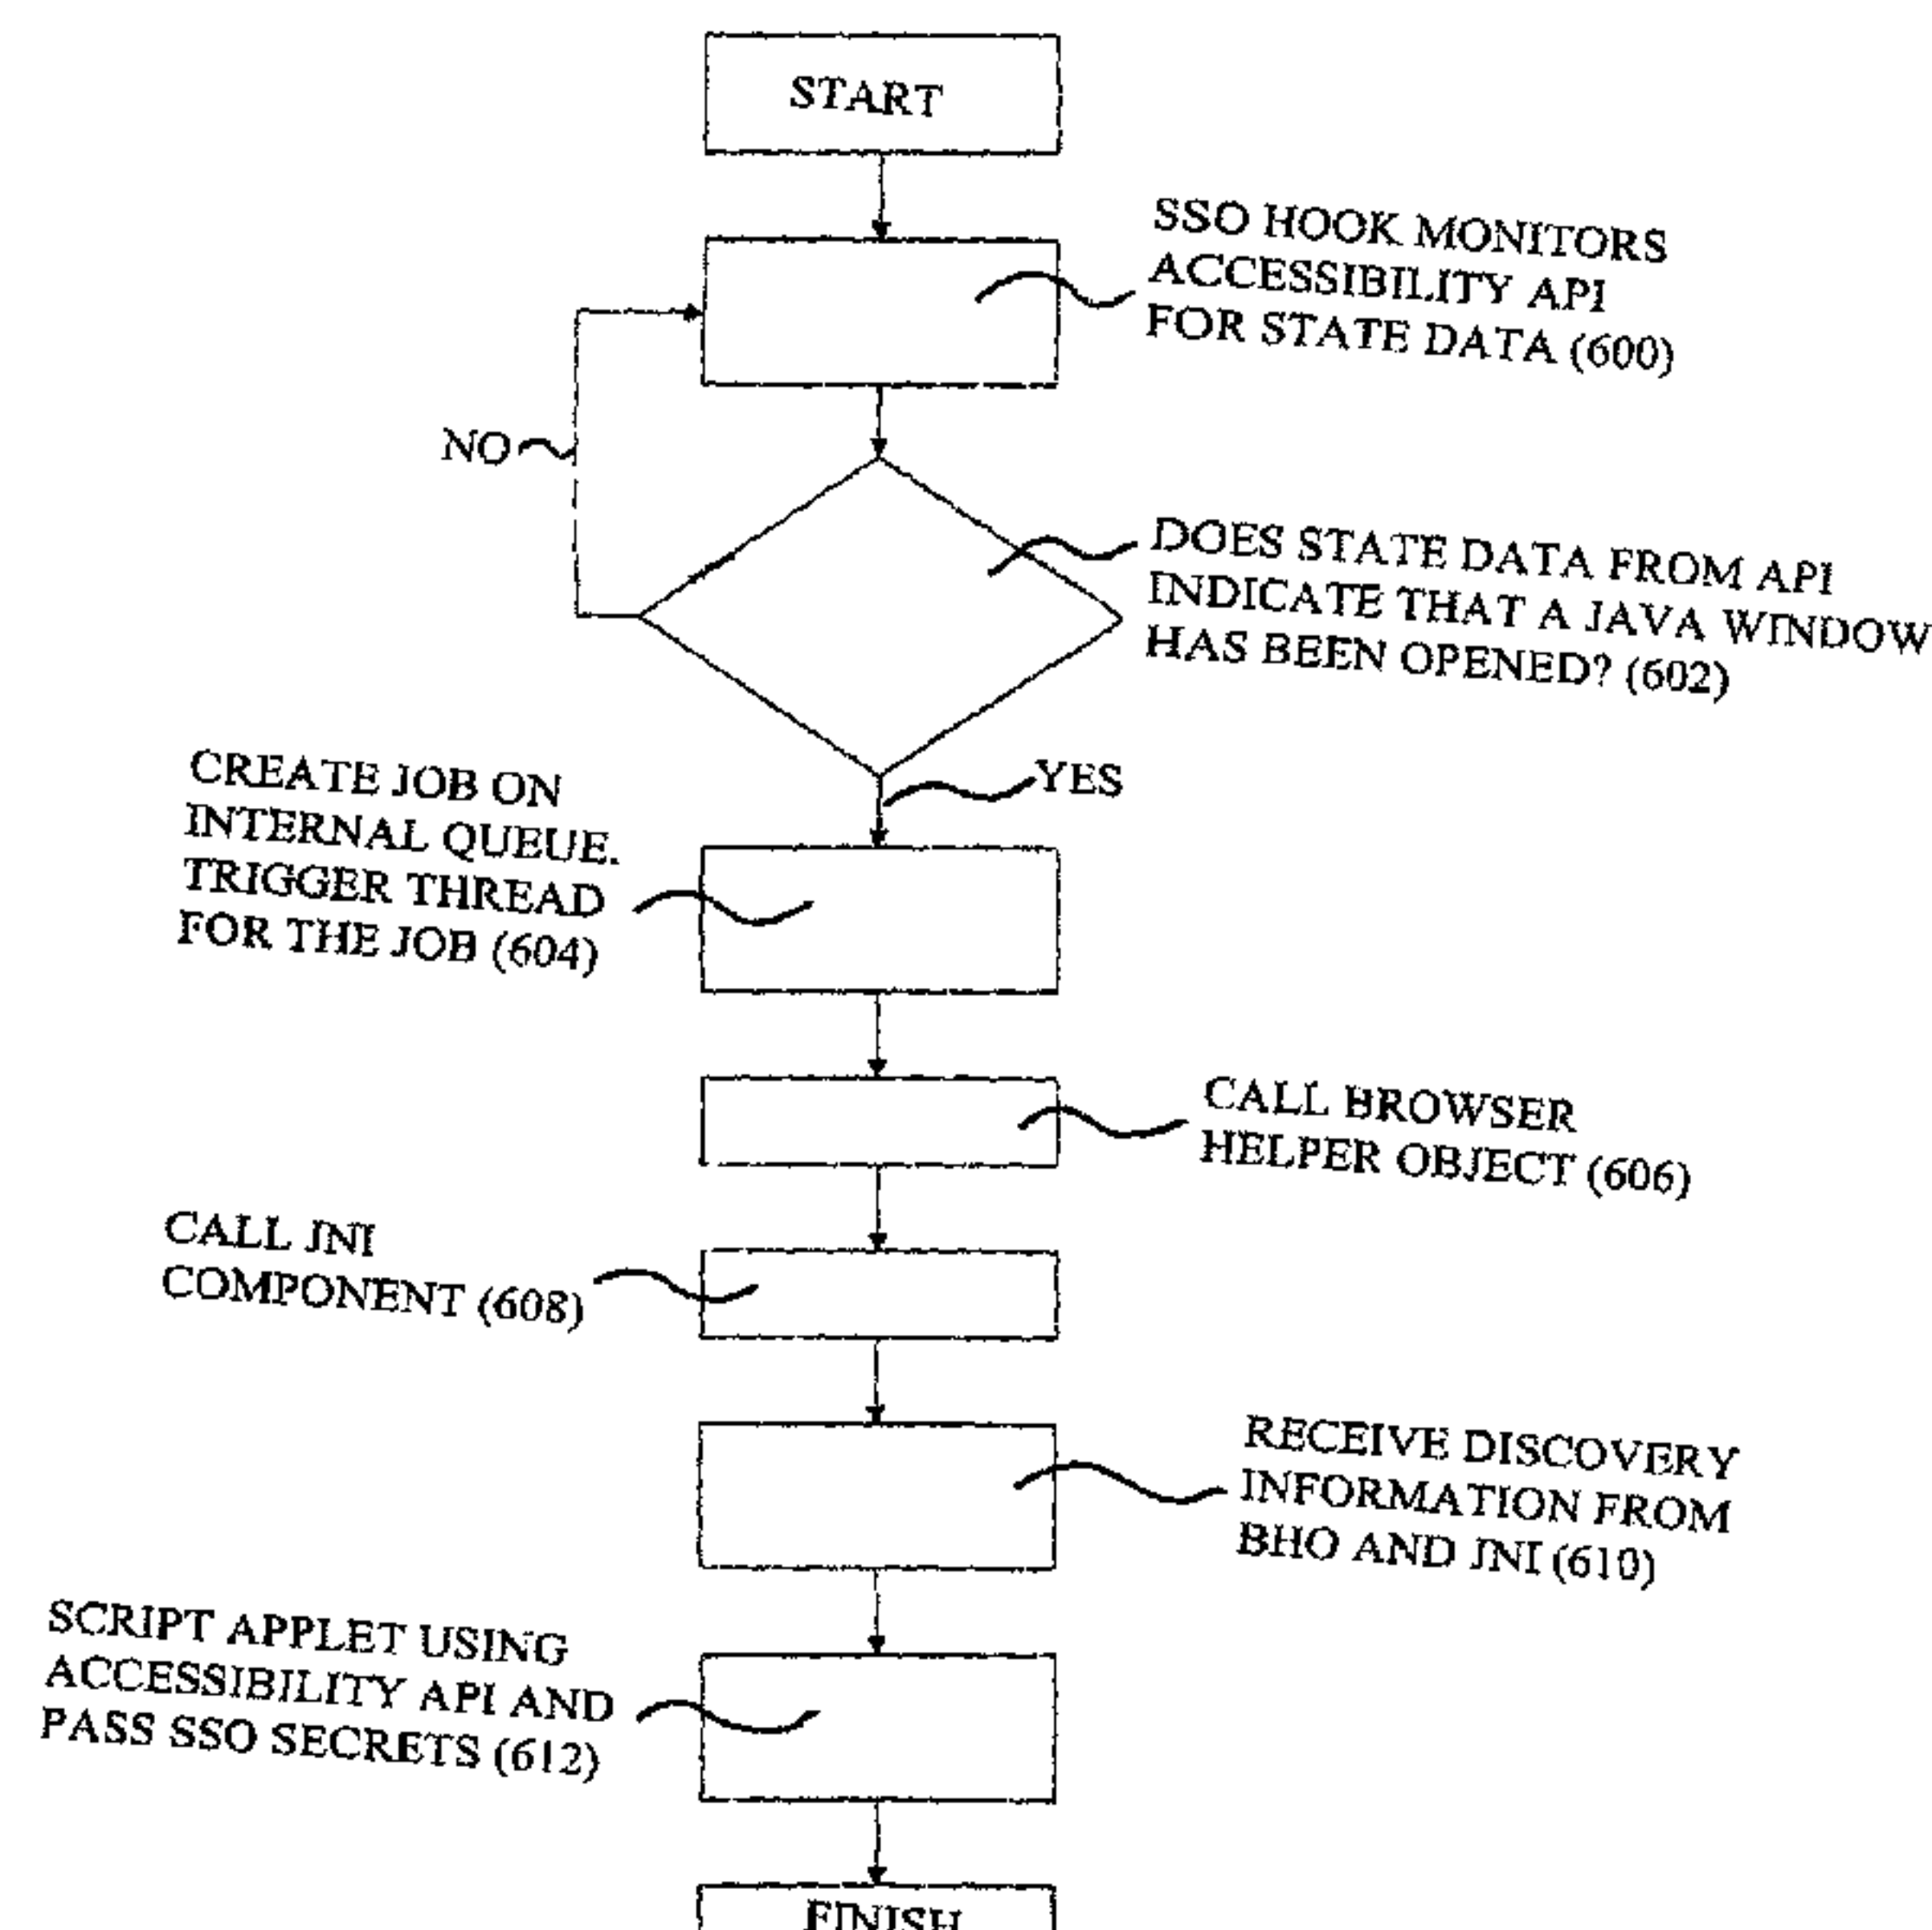 START
SSO HOOK MONITORS
ACCESSIBILITY API
FOR STATE DATA (600)
NO
DOES STATE DATA FROM API
INDICATE THAT A JAVA WINDOW
HAS BEEN OPENED? (602)
YES
CREATE JOB ON
INTERNAL QUEUE.
TRIGGER THREAD
FOR THE JOB (604)
CALL BROWSER
HELPER OBJECT (606)
CALL JNI
COMPONENT (608)
RECEIVE DISCOVERY
INFORMATION FROM
BHO AND JNI (610)
SCRIPT APPLET USING
ACCESSIBILITY API AND
PASS SSO SECRETS (612)
FINISH